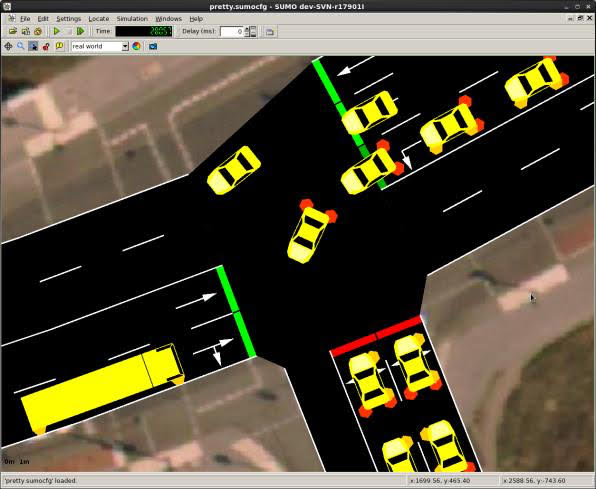 pretty.sumocfg - SUMO dev-SVN-r17901I
File Edit Settings Locate Simulation Windows Help
Time: Delay (ms): 0
real world
0m 1m
'pretty.sumocfg' loaded. x:1699.56, y:465.40 x:2588.56, y:-743.60